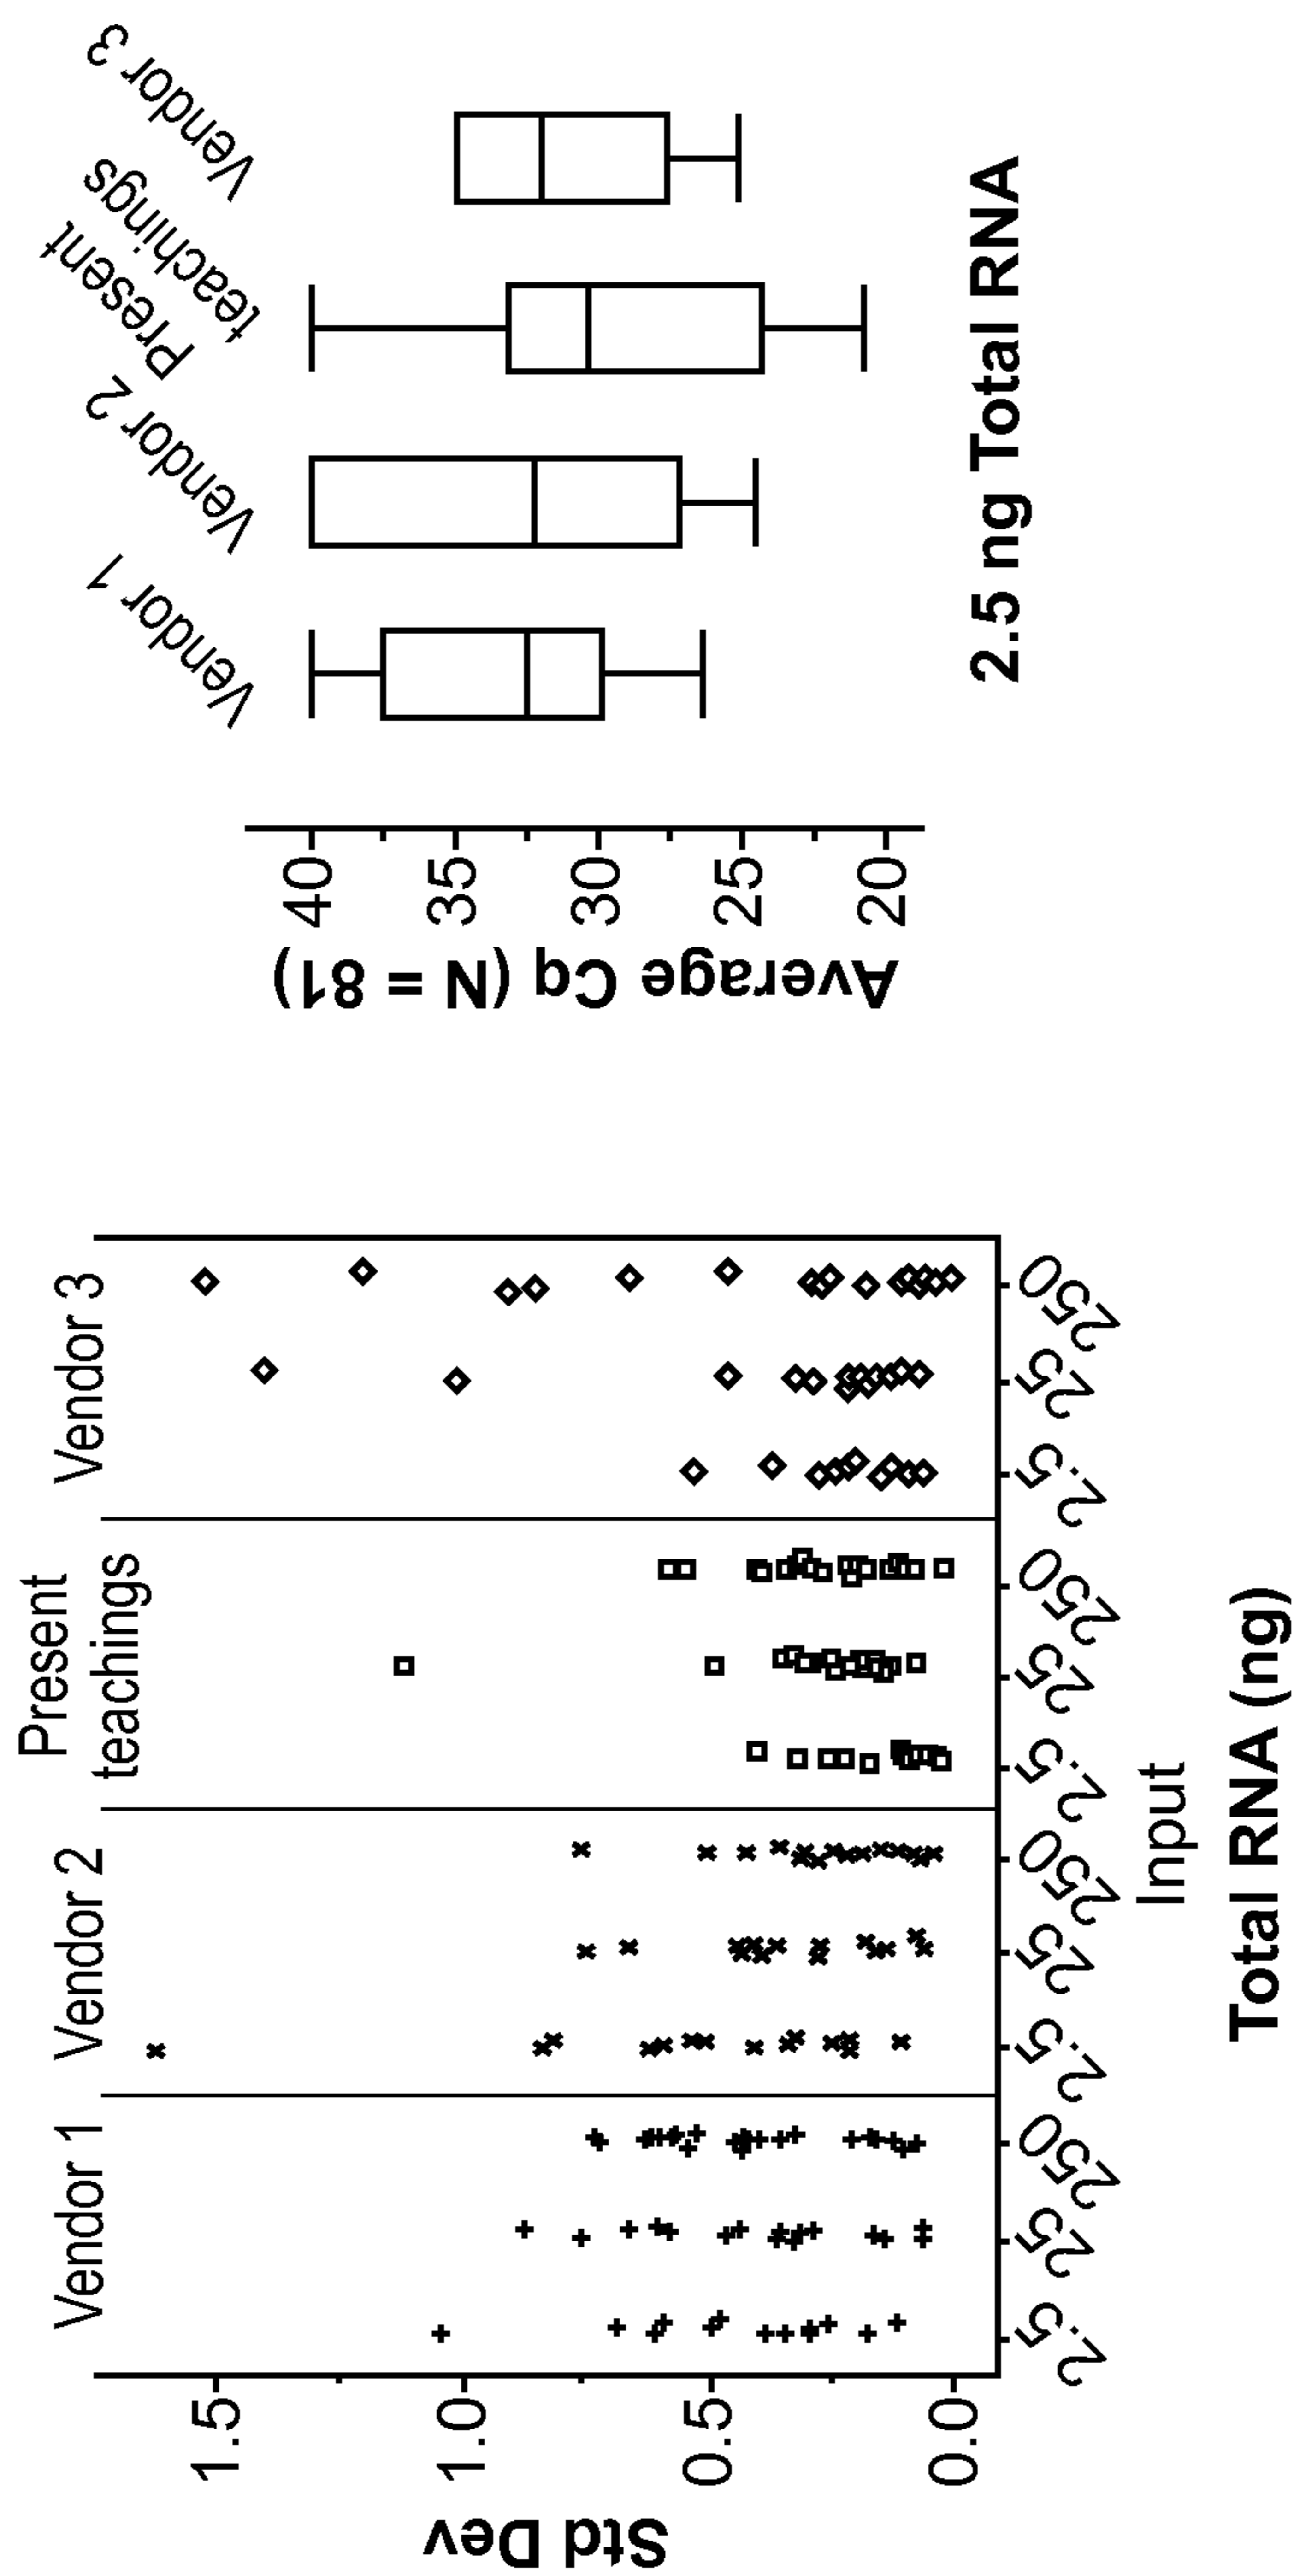 Vendor 1
Vendor 2
Present
teachings
Vendor 3
Std Dev
1.5
1.0
0.5
0.0
2.5
25
250
2.5
25
250
2.5
25
250
2.5
25
250
Input
Total RNA (ng)
Vendor 1
Vendor 2
Present
teachings
Vendor 3
Average Cq (N = 81)
40
35
30
25
20
2.5 ng Total RNA